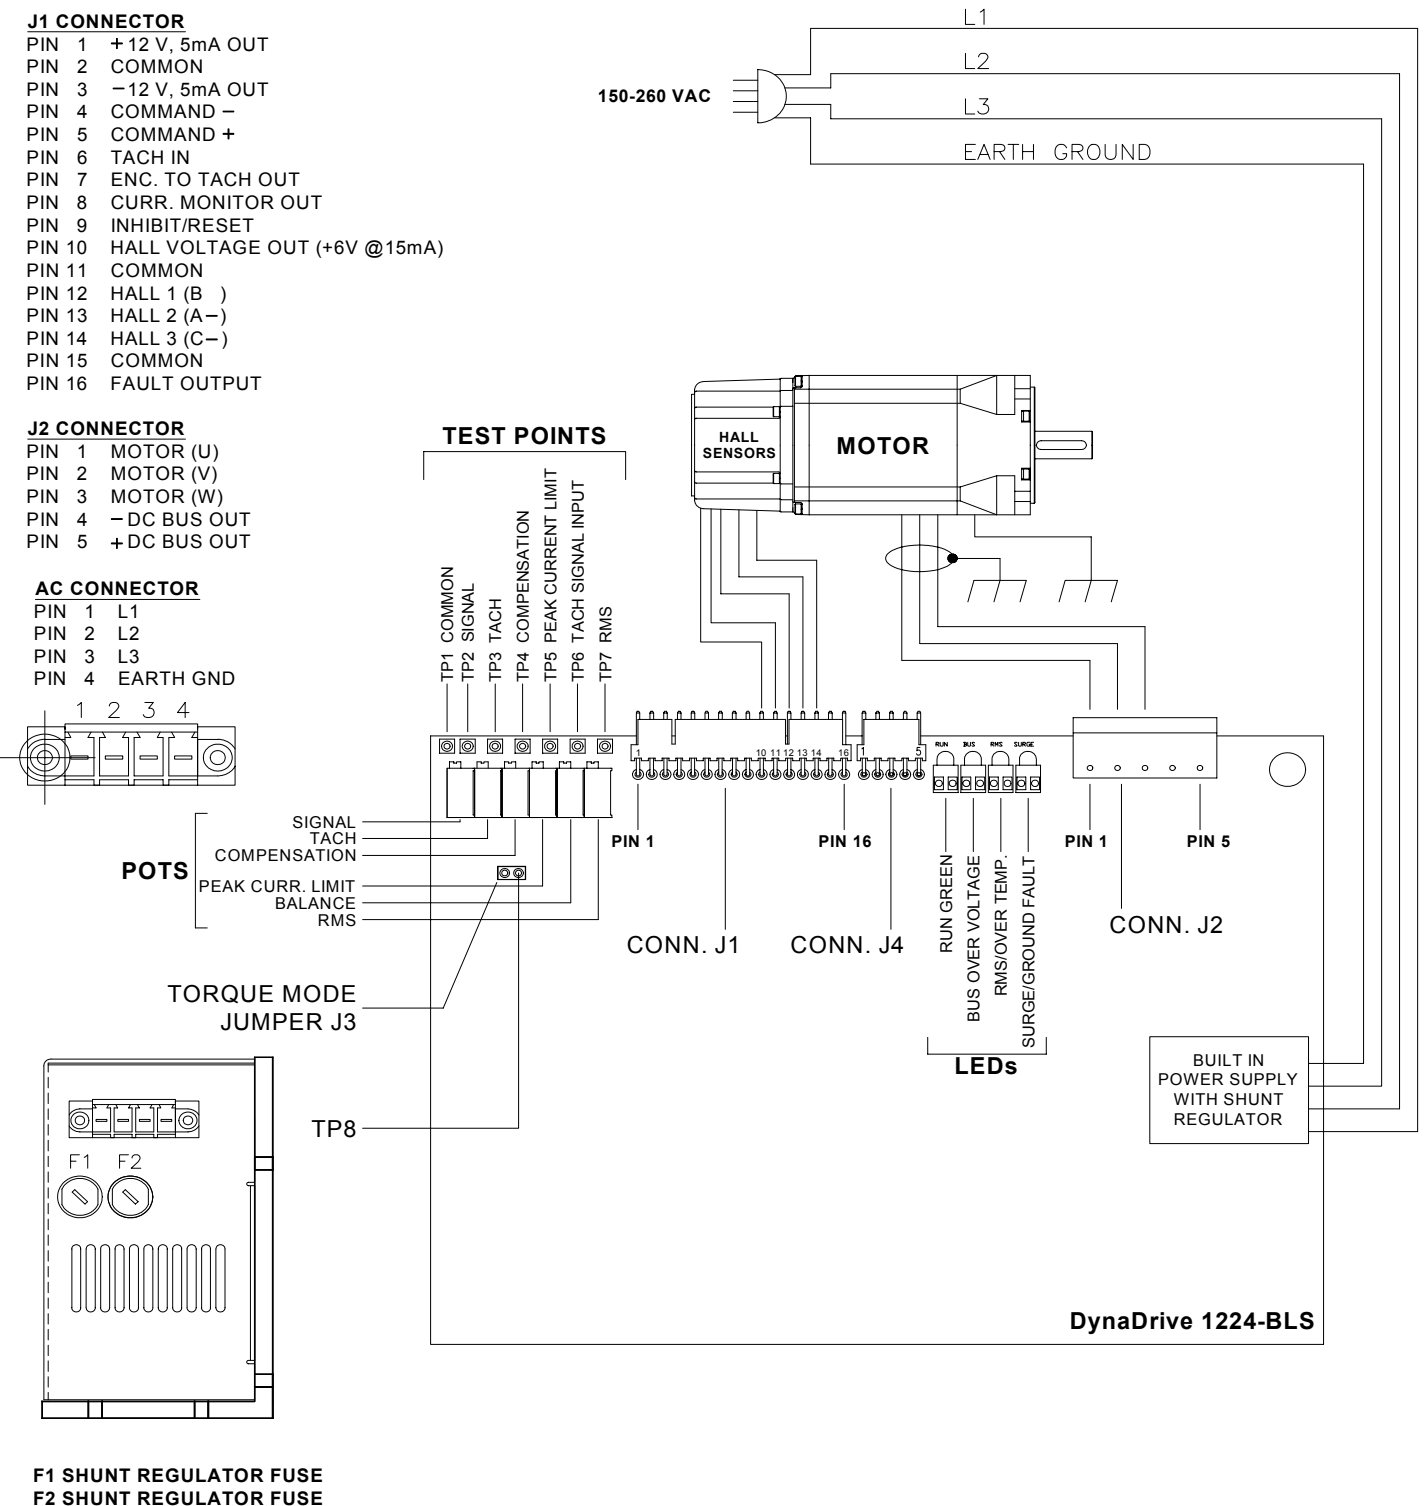 J1 CONNECTOR
PIN 1 +12 V, 5mA OUT
PIN 2 COMMON
PIN 3 −12 V, 5mA OUT
PIN 4 COMMAND −
PIN 5 COMMAND +
PIN 6 TACH IN
PIN 7 ENC. TO TACH OUT
PIN 8 CURR. MONITOR OUT
PIN 9 INHIBIT/RESET
PIN 10 HALL VOLTAGE OUT (+6V @15mA)
PIN 11 COMMON
PIN 12 HALL 1 (B )
PIN 13 HALL 2 (A−)
PIN 14 HALL 3 (C−)
PIN 15 COMMON
PIN 16 FAULT OUTPUT
J2 CONNECTOR
PIN 1 MOTOR (U)
PIN 2 MOTOR (V)
PIN 3 MOTOR (W)
PIN 4 −DC BUS OUT
PIN 5 +DC BUS OUT
AC CONNECTOR
PIN 1 L1
PIN 2 L2
PIN 3 L3
PIN 4 EARTH GND
1 2 3 4
150-260 VAC
L1
L2
L3
EARTH GROUND
HALL
SENSORS
MOTOR
TEST POINTS
TP1 COMMON
TP2 SIGNAL
TP3 TACH
TP4 COMPENSATION
TP5 PEAK CURRENT LIMIT
TP6 TACH SIGNAL INPUT
TP7 RMS
1 10 11 12 13 14 16
1 5
RUN BUS RMS SURGE
POTS
SIGNAL
TACH
COMPENSATION
PEAK CURR. LIMIT
BALANCE
RMS
PIN 1
PIN 16
PIN 1
PIN 5
CONN. J1
CONN. J4
CONN. J2
RUN GREEN
BUS OVER VOLTAGE
RMS/OVER TEMP.
SURGE/GROUND FAULT
LEDs
TORQUE MODE
JUMPER J3
TP8
BUILT IN
POWER SUPPLY
WITH SHUNT
REGULATOR
F1 F2
DynaDrive 1224-BLS
F1 SHUNT REGULATOR FUSE
F2 SHUNT REGULATOR FUSE